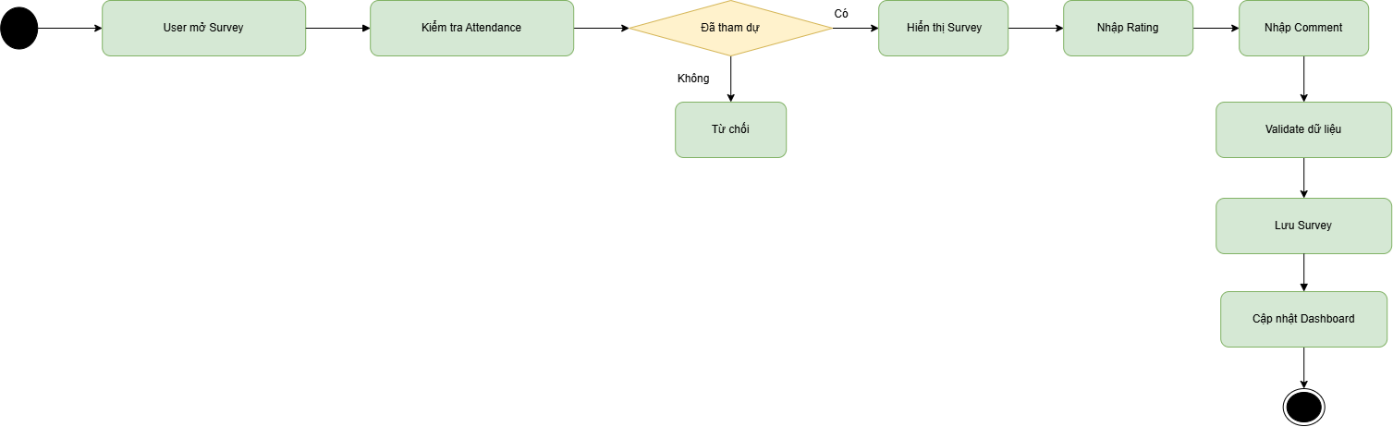 User mở Survey
Kiểm tra Attendance
Đã tham dự
Có
Hiển thị Survey
Nhập Rating
Nhập Comment
Không
Từ chối
Validate dữ liệu
Lưu Survey
Cập nhật Dashboard